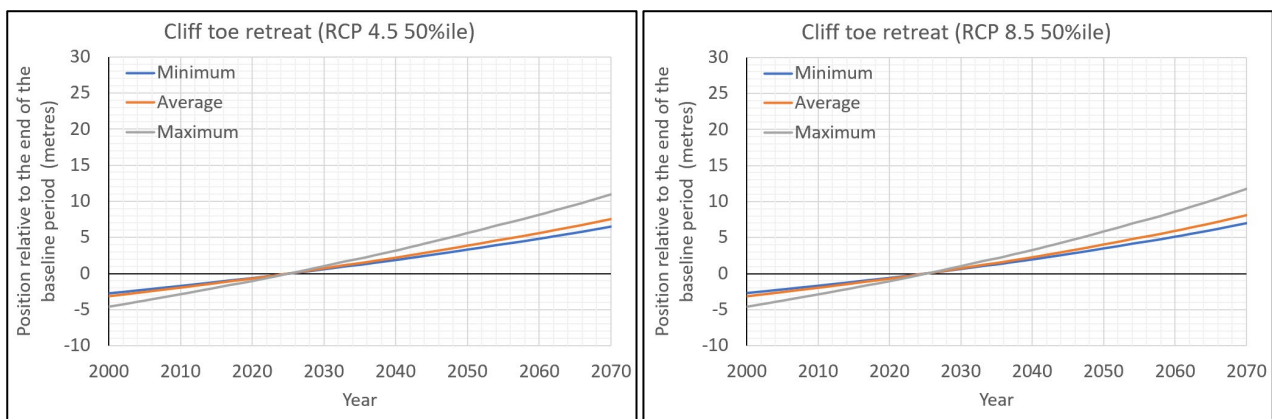 Cliff toe retreat (RCP 4.5 50%ile)
Position relative to the end of the
baseline period (metres)
30
25
20
15
10
5
0
-5
-10
Minimum
Average
Maximum
2000 2010 2020 2030 2040 2050 2060 2070
Year
Cliff toe retreat (RCP 8.5 50%ile)
Position relative to the end of the
baseline period (metres)
30
25
20
15
10
5
0
-5
-10
Minimum
Average
Maximum
2000 2010 2020 2030 2040 2050 2060 2070
Year